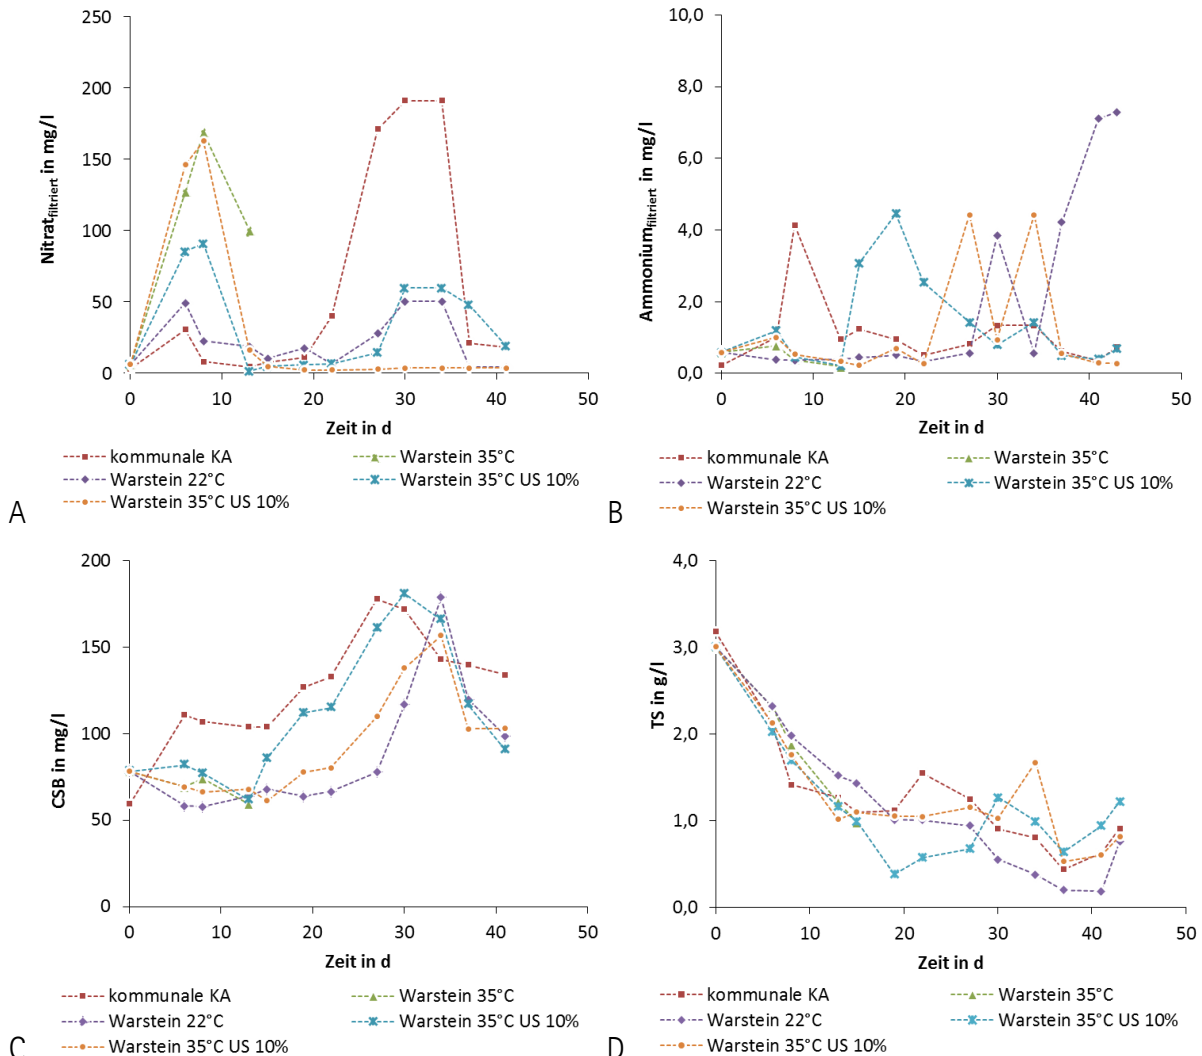 250
200
150
100
50
0
Nitratfiltriert in mg/l
0 10 20 30 40 50
Zeit in d
kommunale KA Warstein 35°C
Warstein 22°C Warstein 35°C US 10%
Warstein 35°C US 10%
A
10,0
8,0
6,0
4,0
2,0
0,0
Ammoniumfiltriert in mg/l
0 10 20 30 40 50
Zeit in d
kommunale KA Warstein 35°C
Warstein 22°C Warstein 35°C US 10%
Warstein 35°C US 10%
B
200
150
100
50
0
CSB in mg/l
0 10 20 30 40 50
Zeit in d
kommunale KA Warstein 35°C
Warstein 22°C Warstein 35°C US 10%
Warstein 35°C US 10%
C
4,0
3,0
2,0
1,0
0,0
TS in g/l
0 10 20 30 40 50
Zeit in d
kommunale KA Warstein 35°C
Warstein 22°C Warstein 35°C US 10%
Warstein 35°C US 10%
D